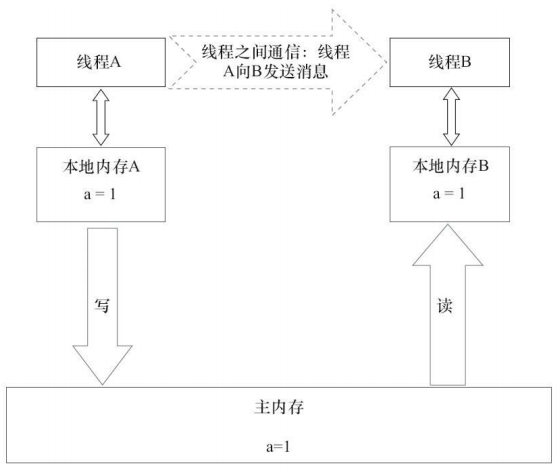 线程A
线程之间通信：线程
A向B发送消息
线程B
本地内存A
a = 1
本地内存B
a = 1
写
读
主内存
a=1